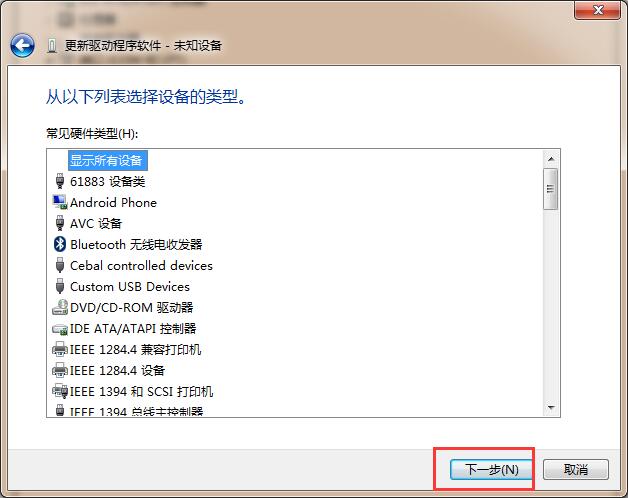 更新驱动程序软件 - 未知设备
从以下列表选择设备的类型。
常见硬件类型(H):
显示所有设备
61883 设备类
Android Phone
AVC 设备
Bluetooth 无线电收发器
Cebal controlled devices
Custom USB Devices
DVD/CD-ROM 驱动器
IDE ATA/ATAPI 控制器
IEEE 1284.4 兼容打印机
IEEE 1284.4 设备
IEEE 1394 和 SCSI 打印机
IEEE 1394 总线主控制器
下一步(N)
取消